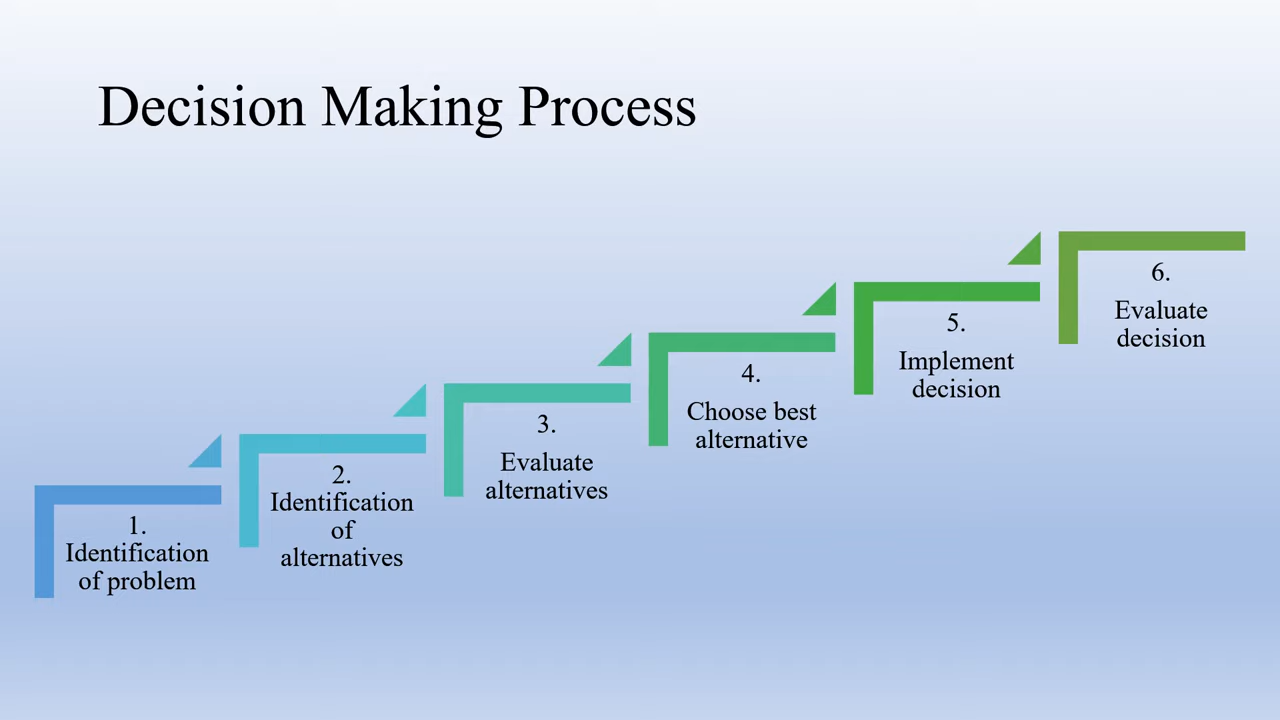 Decision Making Process
1.
Identification
of problem
2.
Identification
of
alternatives
3.
Evaluate
alternatives
4.
Choose best
alternative
5.
Implement
decision
6.
Evaluate
decision